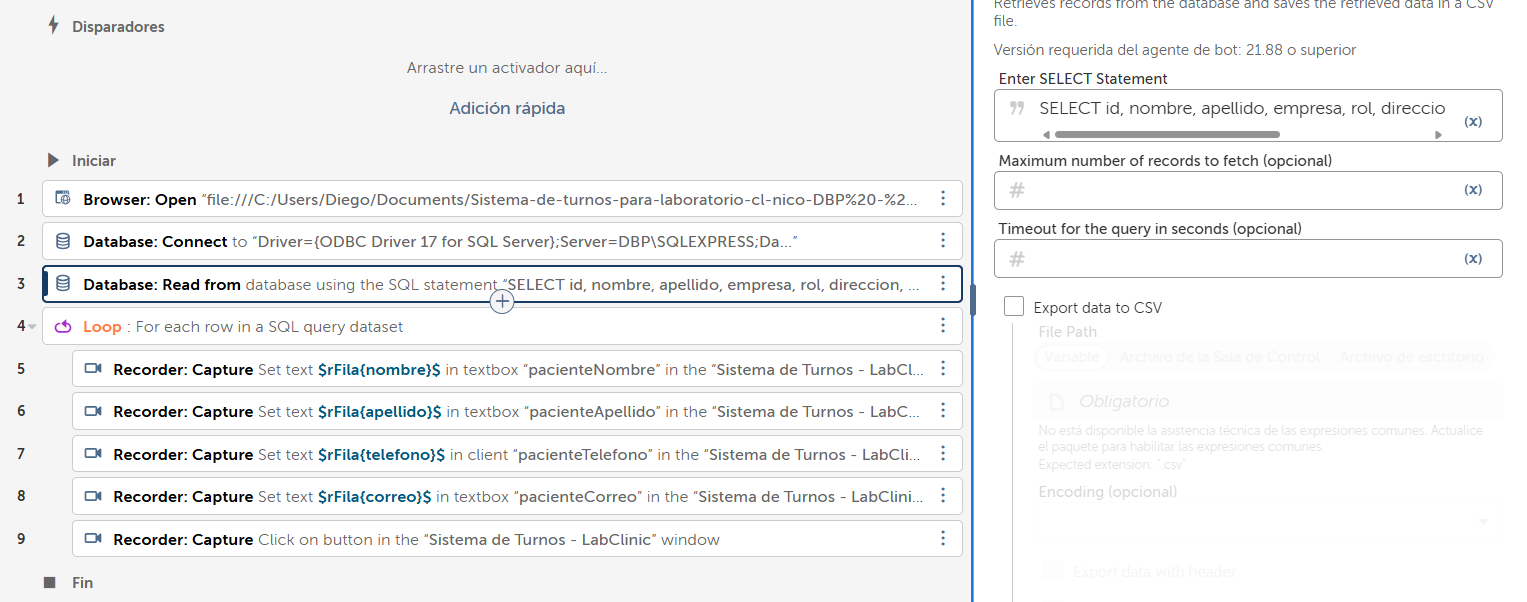 Disparadores
Arrastre un activador aquí...
Adición rápida
Iniciar
1 Browser: Open “file:///C:/Users/Diego/Documents/Sistema-de-turnos-para-laboratorio-cl-nico-DBP%20-%2...
2 Database: Connect to “Driver={ODBC Driver 17 for SQL Server};Server=DBP\SQLEXPRESS;Da...”
3 Database: Read from database using the SQL statement “SELECT id, nombre, apellido, empresa, rol, direccion, ...
4 Loop : For each row in a SQL query dataset
5 Recorder: Capture Set text $rFila{nombre}$ in textbox “pacienteNombre” in the “Sistema de Turnos - LabCl...
6 Recorder: Capture Set text $rFila{apellido}$ in textbox “pacienteApellido” in the “Sistema de Turnos - LabC...
7 Recorder: Capture Set text $rFila{telefono}$ in client “pacienteTelefono” in the “Sistema de Turnos - LabCli...
8 Recorder: Capture Set text $rFila{correo}$ in textbox “pacienteCorreo” in the “Sistema de Turnos - LabClini...
9 Recorder: Capture Click on button in the “Sistema de Turnos - LabClinic” window
Fin
Retrieves records from the database and saves the retrieved data in a CSV
file.
Versión requerida del agente de bot: 21.88 o superior
Enter SELECT Statement
SELECT id, nombre, apellido, empresa, rol, direccio
(x)
Maximum number of records to fetch (optional)
# (x)
Timeout for the query in seconds (optional)
# (x)
Export data to CSV
File Path
Variable Archivo de la Sala de Control Archivo de escritorio
Obligatorio
No está disponible la asistencia técnica de las expresiones comunes. Actualice
el paquete para habilitar las expresiones comunes.
Expected extension: ".csv"
Encoding (optional)
Export data with header